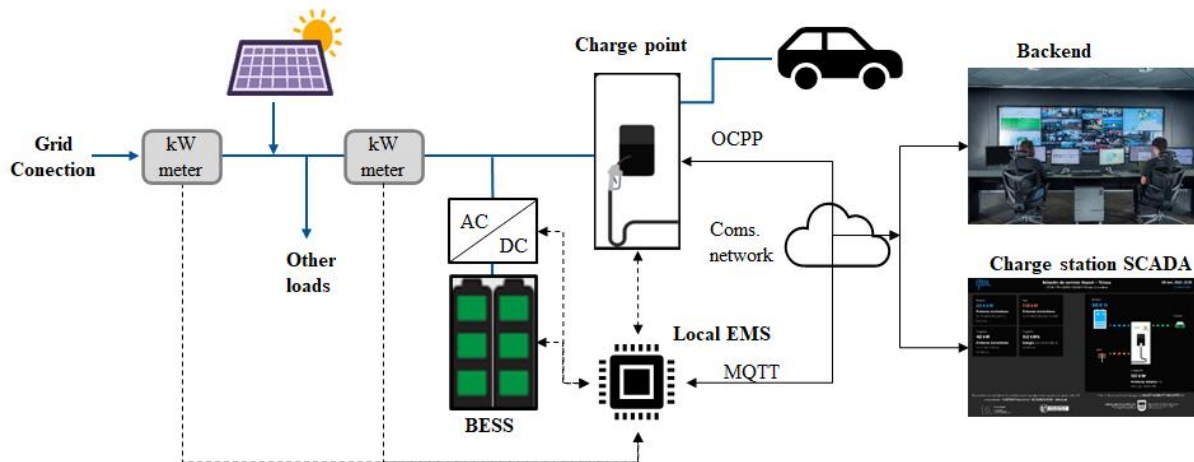 Charge point
Backend
Grid
Conection
kW
meter
kW
meter
OCPP
AC
DC
Other
loads
Coms.
network
Charge station SCADA
Local EMS
MQTT
BESS